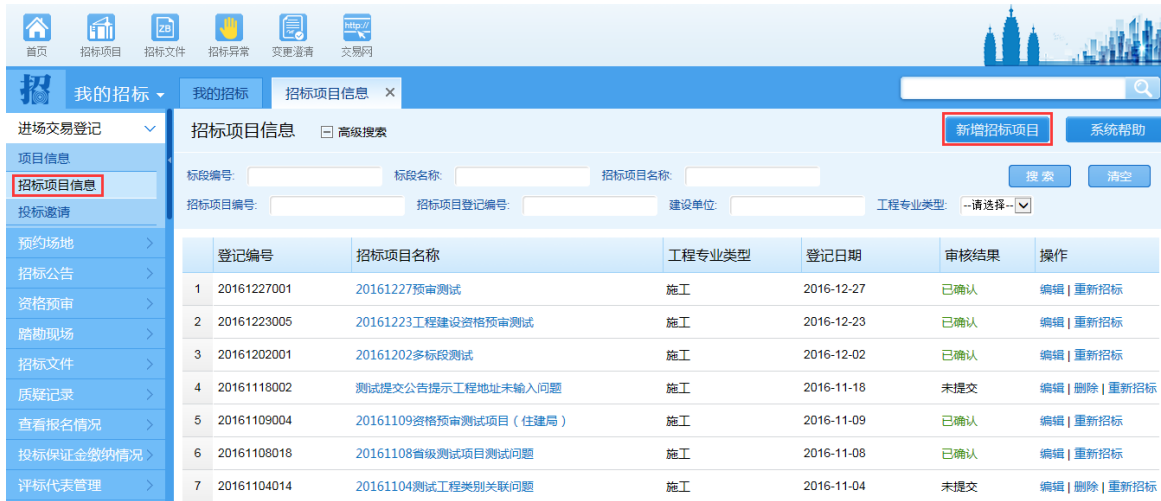 首页 招标项目 招标文件 招标异常 变更澄清 交易网
招 我的招标 我的招标 招标项目信息 ×
进场交易登记
项目信息
招标项目信息
投标邀请
预约场地
招标公告
资格预审
踏勘现场
招标文件
质疑记录
查看报名情况
投标保证金缴纳情况
评标代表管理
招标项目信息 高级搜索 新增招标项目 系统帮助
标段编号: 标段名称: 招标项目名称: 搜索 清空
招标项目编号: 招标项目登记编号: 建设单位: 工程专业类型: --请选择--
登记编号 招标项目名称 工程专业类型 登记日期 审核结果 操作
1 20161227001 20161227预审测试 施工 2016-12-27 已确认 编辑 | 重新招标
2 20161223005 20161223工程建设资格预审测试 施工 2016-12-23 已确认 编辑 | 重新招标
3 20161202001 20161202多标段测试 施工 2016-12-02 已确认 编辑 | 重新招标
4 20161118002 测试提交公告提示工程地址未输入问题 施工 2016-11-18 未提交 编辑 | 删除 | 重新招标
5 20161109004 20161109资格预审测试项目（住建局） 施工 2016-11-09 已确认 编辑 | 重新招标
6 20161108018 20161108省级测试项目测试问题 施工 2016-11-08 已确认 编辑 | 重新招标
7 20161104014 20161104测试工程类别关联问题 施工 2016-11-04 未提交 编辑 | 删除 | 重新招标